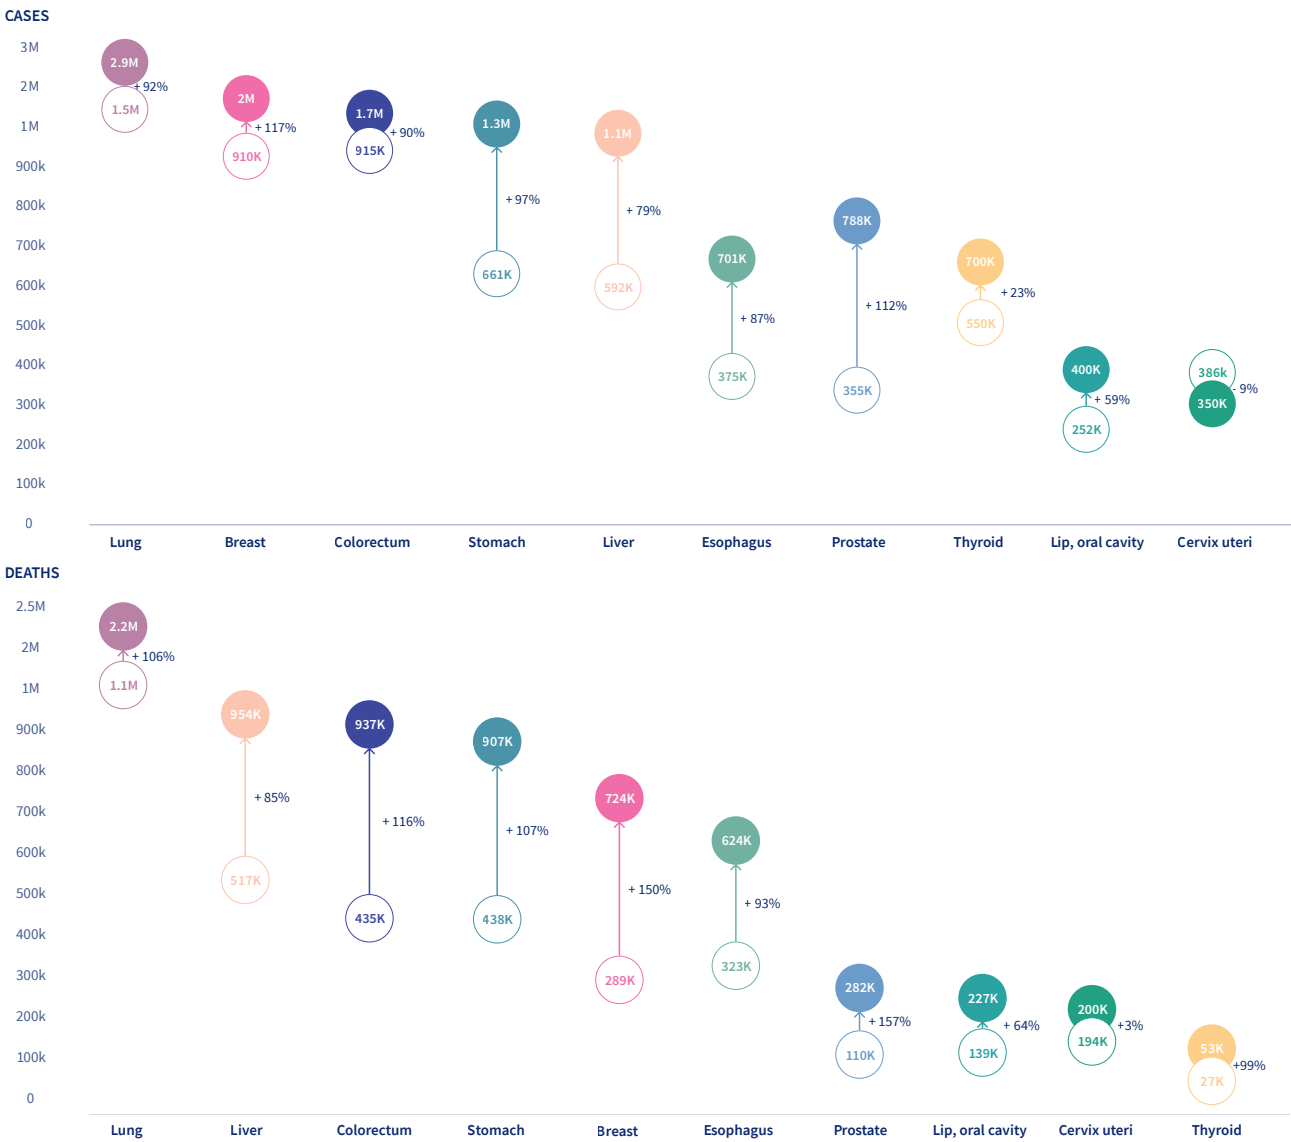 CASES
3M
2M
1M
900k
800k
700k
600k
500k
400k
300k
200k
100k
0
2.9M
+ 92%
1.5M
2M
+ 117%
910K
1.7M
+ 90%
915K
1.3M
+ 97%
661K
1.1M
+ 79%
592K
701K
+ 87%
375K
788K
+ 112%
355K
700K
+ 23%
550K
400K
+ 59%
252K
386k
- 9%
350K
Lung Breast Colorectum Stomach Liver Esophagus Prostate Thyroid Lip, oral cavity Cervix uteri
DEATHS
2.5M
2M
1M
900k
800k
700k
600k
500k
400k
300k
200k
100k
0
2.2M
+ 106%
1.1M
954K
+ 85%
517K
937K
+ 116%
435K
907K
+ 107%
438K
724K
+ 150%
289K
624K
+ 93%
323K
282K
+ 157%
110K
227K
+ 64%
139K
200K
+3%
194K
53K
+99%
27K
Lung Liver Colorectum Stomach Breast Esophagus Prostate Lip, oral cavity Cervix uteri Thyroid